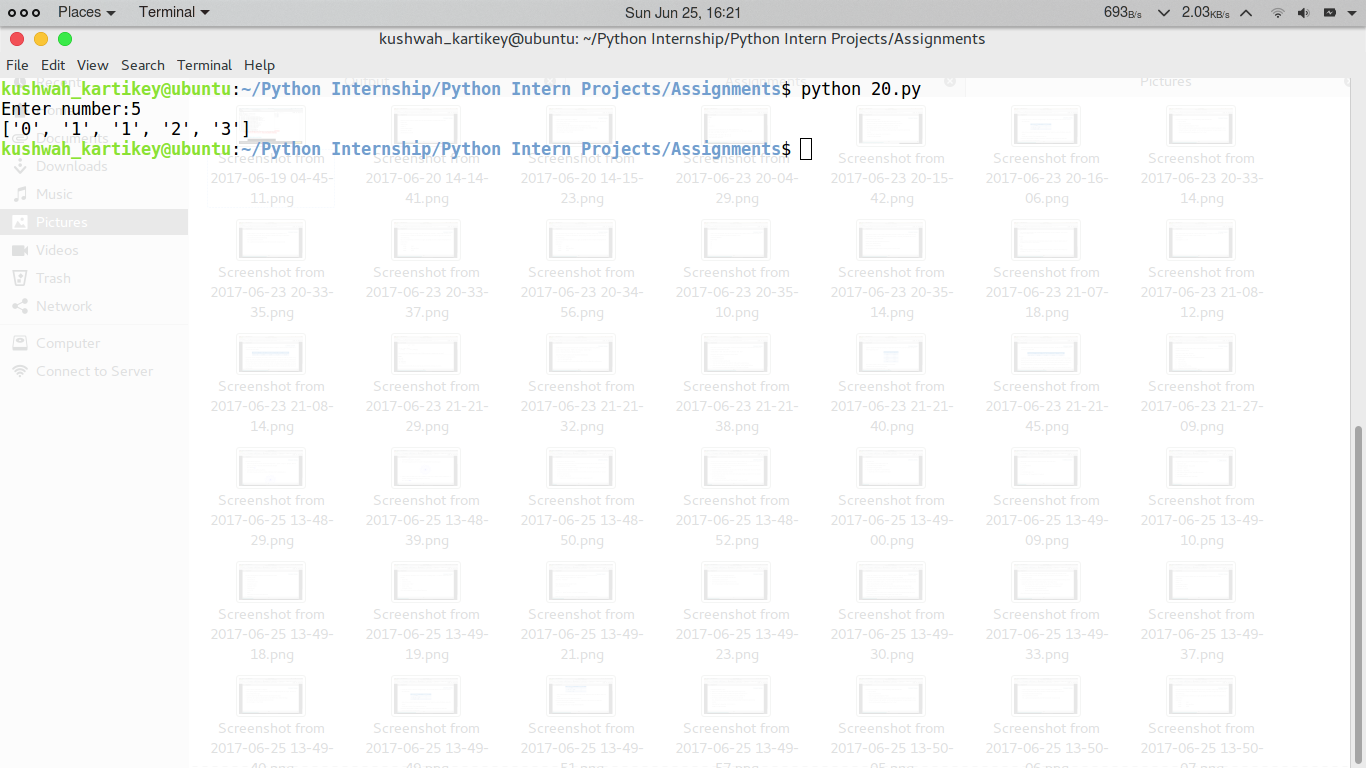 Places Terminal Sun Jun 25, 16:21 693B/s 2.03KB/s
kushwah_kartikey@ubuntu: ~/Python Internship/Python Intern Projects/Assignments
File Edit View Search Terminal Help
kushwah_kartikey@ubuntu:~/Python Internship/Python Intern Projects/Assignments$ python 20.py
Enter number:5
['0', '1', '1', '2', '3']
kushwah_kartikey@ubuntu:~/Python Internship/Python Intern Projects/Assignments$
Recent Output Assignments Pictures
Documents
Downloads
Music
Pictures
Videos
Trash
Network
Computer
Connect to Server
Screenshot from Screenshot from Screenshot from Screenshot from Screenshot from Screenshot from Screenshot from
2017-06-19 04-45- 2017-06-20 14-14- 2017-06-20 14-15- 2017-06-23 20-04- 2017-06-23 20-15- 2017-06-23 20-16- 2017-06-23 20-33-
11.png 41.png 23.png 29.png 42.png 06.png 14.png
Screenshot from Screenshot from Screenshot from Screenshot from Screenshot from Screenshot from Screenshot from
2017-06-23 20-33- 2017-06-23 20-33- 2017-06-23 20-34- 2017-06-23 20-35- 2017-06-23 20-35- 2017-06-23 21-07- 2017-06-23 21-08-
35.png 37.png 56.png 10.png 14.png 18.png 12.png
Screenshot from Screenshot from Screenshot from Screenshot from Screenshot from Screenshot from Screenshot from
2017-06-23 21-08- 2017-06-23 21-21- 2017-06-23 21-21- 2017-06-23 21-21- 2017-06-23 21-21- 2017-06-23 21-21- 2017-06-23 21-27-
14.png 29.png 32.png 38.png 40.png 45.png 09.png
Screenshot from Screenshot from Screenshot from Screenshot from Screenshot from Screenshot from Screenshot from
2017-06-25 13-48- 2017-06-25 13-48- 2017-06-25 13-48- 2017-06-25 13-48- 2017-06-25 13-49- 2017-06-25 13-49- 2017-06-25 13-49-
29.png 39.png 50.png 52.png 00.png 09.png 10.png
Screenshot from Screenshot from Screenshot from Screenshot from Screenshot from Screenshot from Screenshot from
2017-06-25 13-49- 2017-06-25 13-49- 2017-06-25 13-49- 2017-06-25 13-49- 2017-06-25 13-49- 2017-06-25 13-49- 2017-06-25 13-49-
18.png 19.png 21.png 23.png 30.png 33.png 37.png
Screenshot from Screenshot from Screenshot from Screenshot from Screenshot from Screenshot from Screenshot from
2017-06-25 13-49- 2017-06-25 13-49- 2017-06-25 13-49- 2017-06-25 13-49- 2017-06-25 13-50- 2017-06-25 13-50- 2017-06-25 13-50-